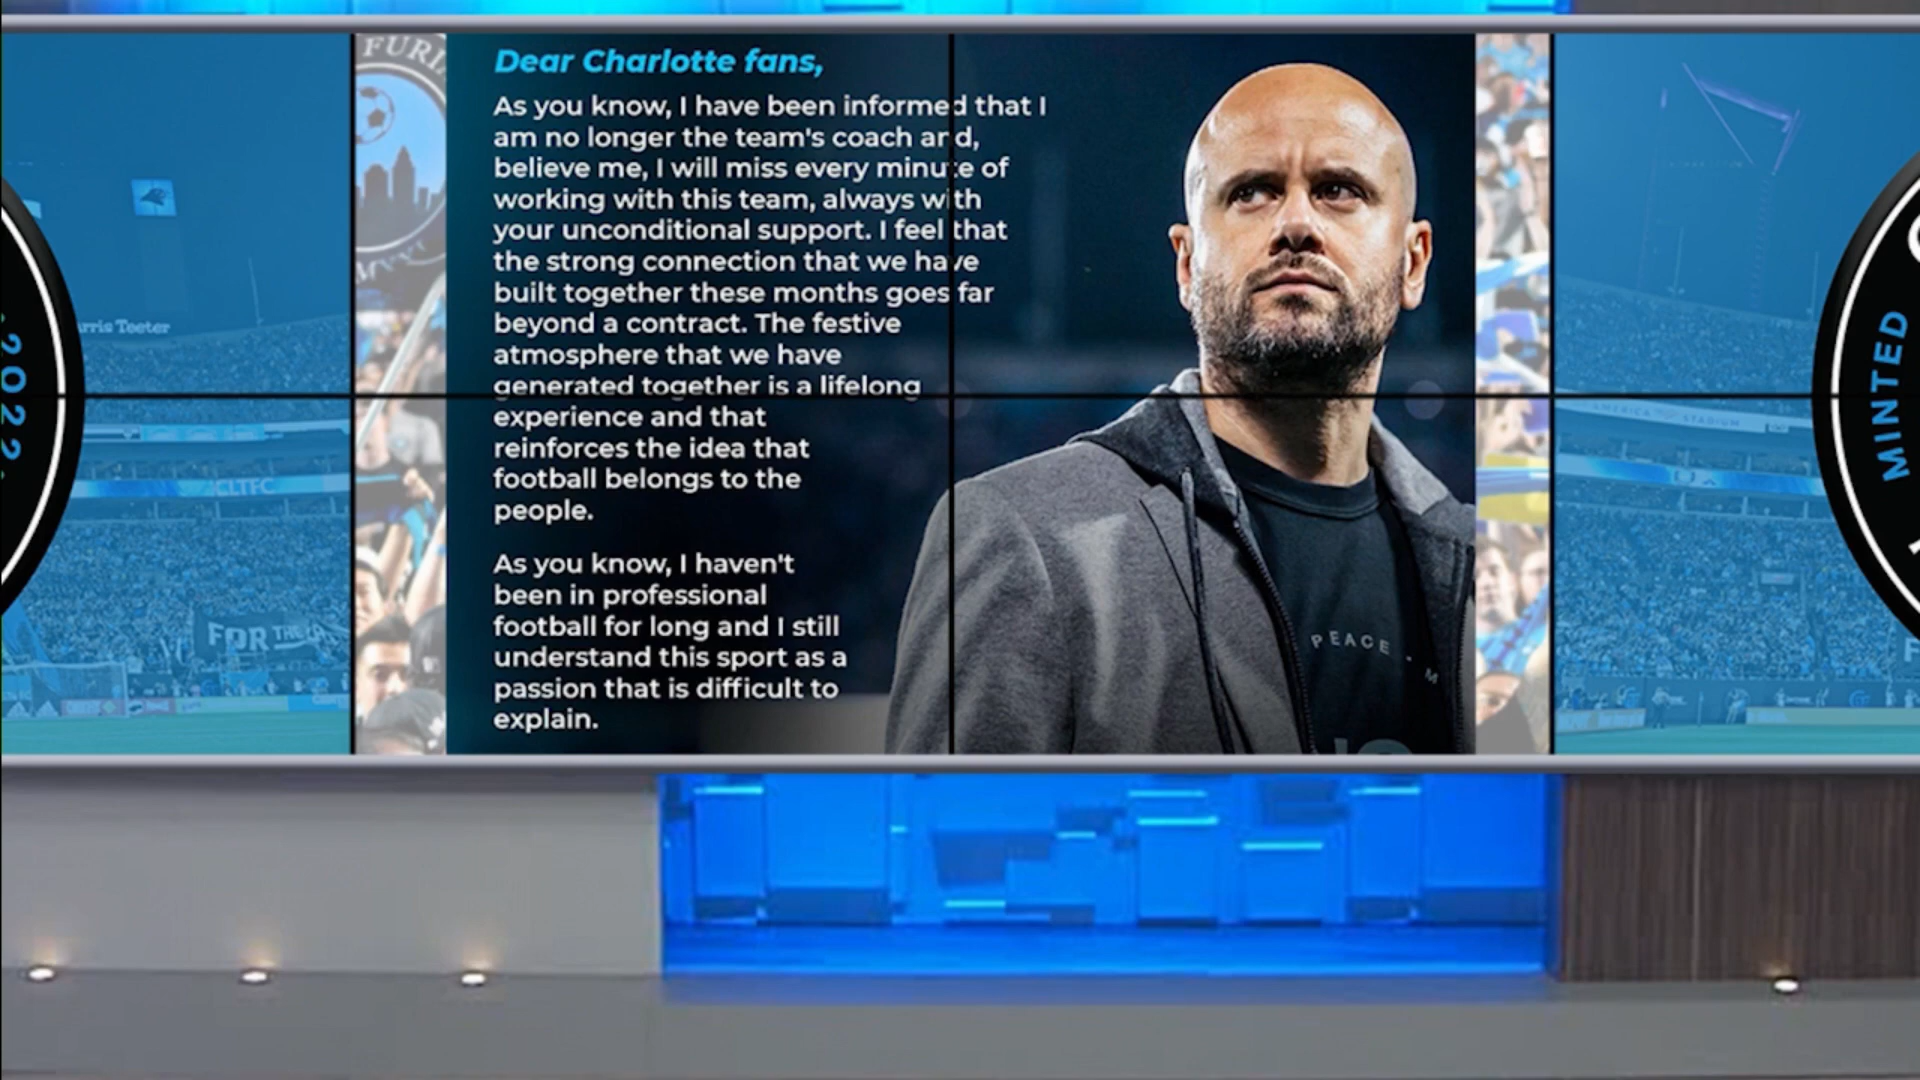 Dear Charlotte fans,
As you know, I have been informed that I
am no longer the team's coach and,
believe me, I will miss every minute of
working with this team, always with
your unconditional support. I feel that
the strong connection that we have
built together these months goes far
beyond a contract. The festive
atmosphere that we have
generated together is a lifelong
experience and that
reinforces the idea that
football belongs to the
people.
As you know, I haven't
been in professional
football for long and I still
understand this sport as a
passion that is difficult to
explain.
PEACE · M
2022
CLTFC
FOR THE
MINTED
AMERICA STADIUM